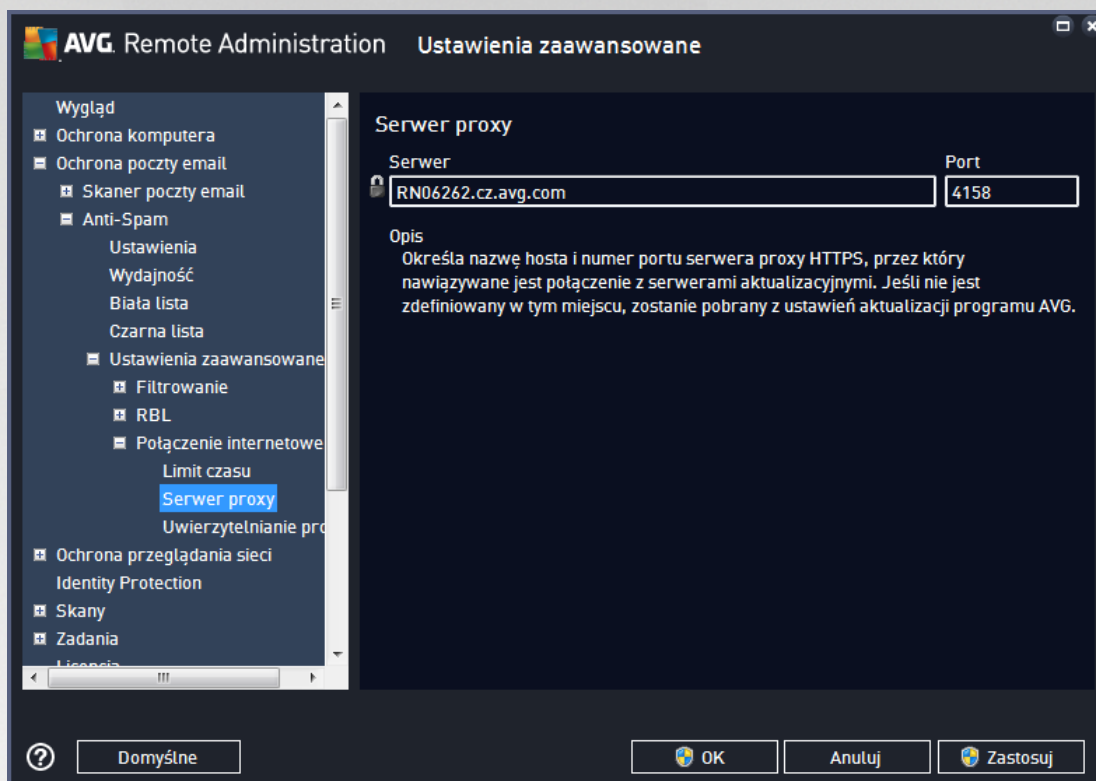 AVG. Remote Administration Ustawienia zaawansowane
Wygląd
Ochrona komputera
Ochrona poczty email
Skaner poczty email
Anti-Spam
Ustawienia
Wydajność
Biała lista
Czarna lista
Ustawienia zaawansowane
Filtrowanie
RBL
Połączenie internetowe
Limit czasu
Serwer proxy
Uwierzytelnianie pro
Ochrona przeglądania sieci
Identity Protection
Skany
Zadania
Licencja
Serwer proxy
Serwer Port
RN06262.cz.avg.com 4158
Opis
Określa nazwę hosta i numer portu serwera proxy HTTPS, przez który
nawiązywane jest połączenie z serwerami aktualizacyjnymi. Jeśli nie jest
zdefiniowany w tym miejscu, zostanie pobrany z ustawień aktualizacji programu AVG.
Domyślne OK Anuluj Zastosuj